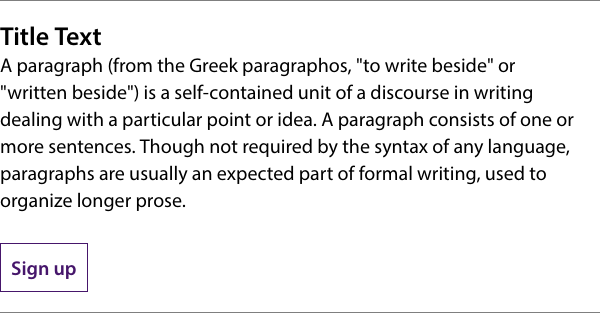 Title Text
A paragraph (from the Greek paragraphos, "to write beside" or
"written beside") is a self-contained unit of a discourse in writing
dealing with a particular point or idea. A paragraph consists of one or
more sentences. Though not required by the syntax of any language,
paragraphs are usually an expected part of formal writing, used to
organize longer prose.
Sign up